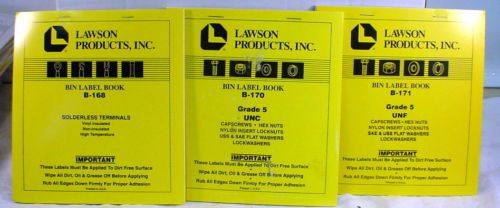 LAWSON
PRODUCTS, INC.
BIN LABEL BOOK
B-168
SOLDERLESS TERMINALS
Vinyl Insulated
Non-Insulated
High Temperature
IMPORTANT
These Labels Must Be Applied To Dirt Free Surface
Wipe All Dirt, Oil & Grease Off Before Applying
Rub All Edges Down Firmly For Proper Adhesion
LAWSON
PRODUCTS, INC.
BIN LABEL BOOK
B-170
Grade 5
UNC
CAPSCREWS • HEX NUTS
NYLON INSERT LOCKNUTS
USS & SAE FLAT WASHERS
LOCKWASHERS
IMPORTANT
These Labels Must Be Applied To Dirt Free Surface
Wipe All Dirt, Oil & Grease Off Before Applying
Rub All Edges Down Firmly For Proper Adhesion
LAWSON
PRODUCTS, INC.
BIN LABEL BOOK
B-171
Grade 5
UNF
CAPSCREWS • HEX NUTS
NYLON INSERT LOCKNUTS
USS & SAE FLAT WASHERS
LOCKWASHERS
IMPORTANT
These Labels Must Be Applied To Dirt Free Surface
Wipe All Dirt, Oil & Grease Off Before Applying
Rub All Edges Down Firmly For Proper Adhesion